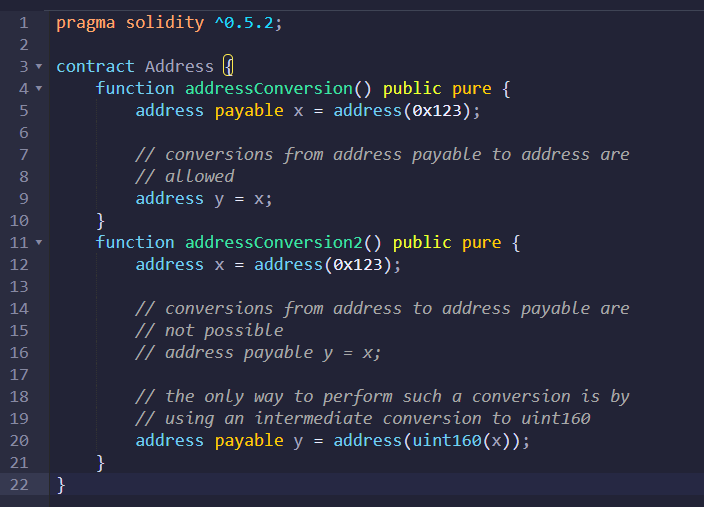 1 pragma solidity ^0.5.2;
2
3 contract Address {
4     function addressConversion() public pure {
5         address payable x = address(0x123);
6
7         // conversions from address payable to address are
8         // allowed
9         address y = x;
10     }
11     function addressConversion2() public pure {
12         address x = address(0x123);
13
14         // conversions from address to address payable are
15         // not possible
16         // address payable y = x;
17
18         // the only way to perform such a conversion is by
19         // using an intermediate conversion to uint160
20         address payable y = address(uint160(x));
21     }
22 }